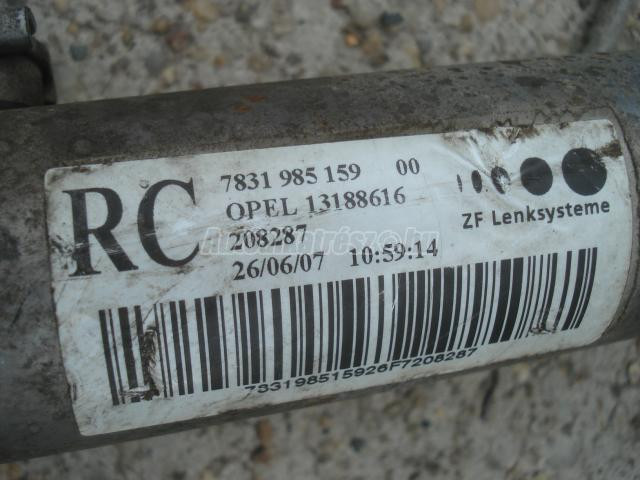 RC
7831 985 159 00
OPEL 13188616
208287
26/06/07 10:59:14
ZF Lenksysteme
783198515926F7208287